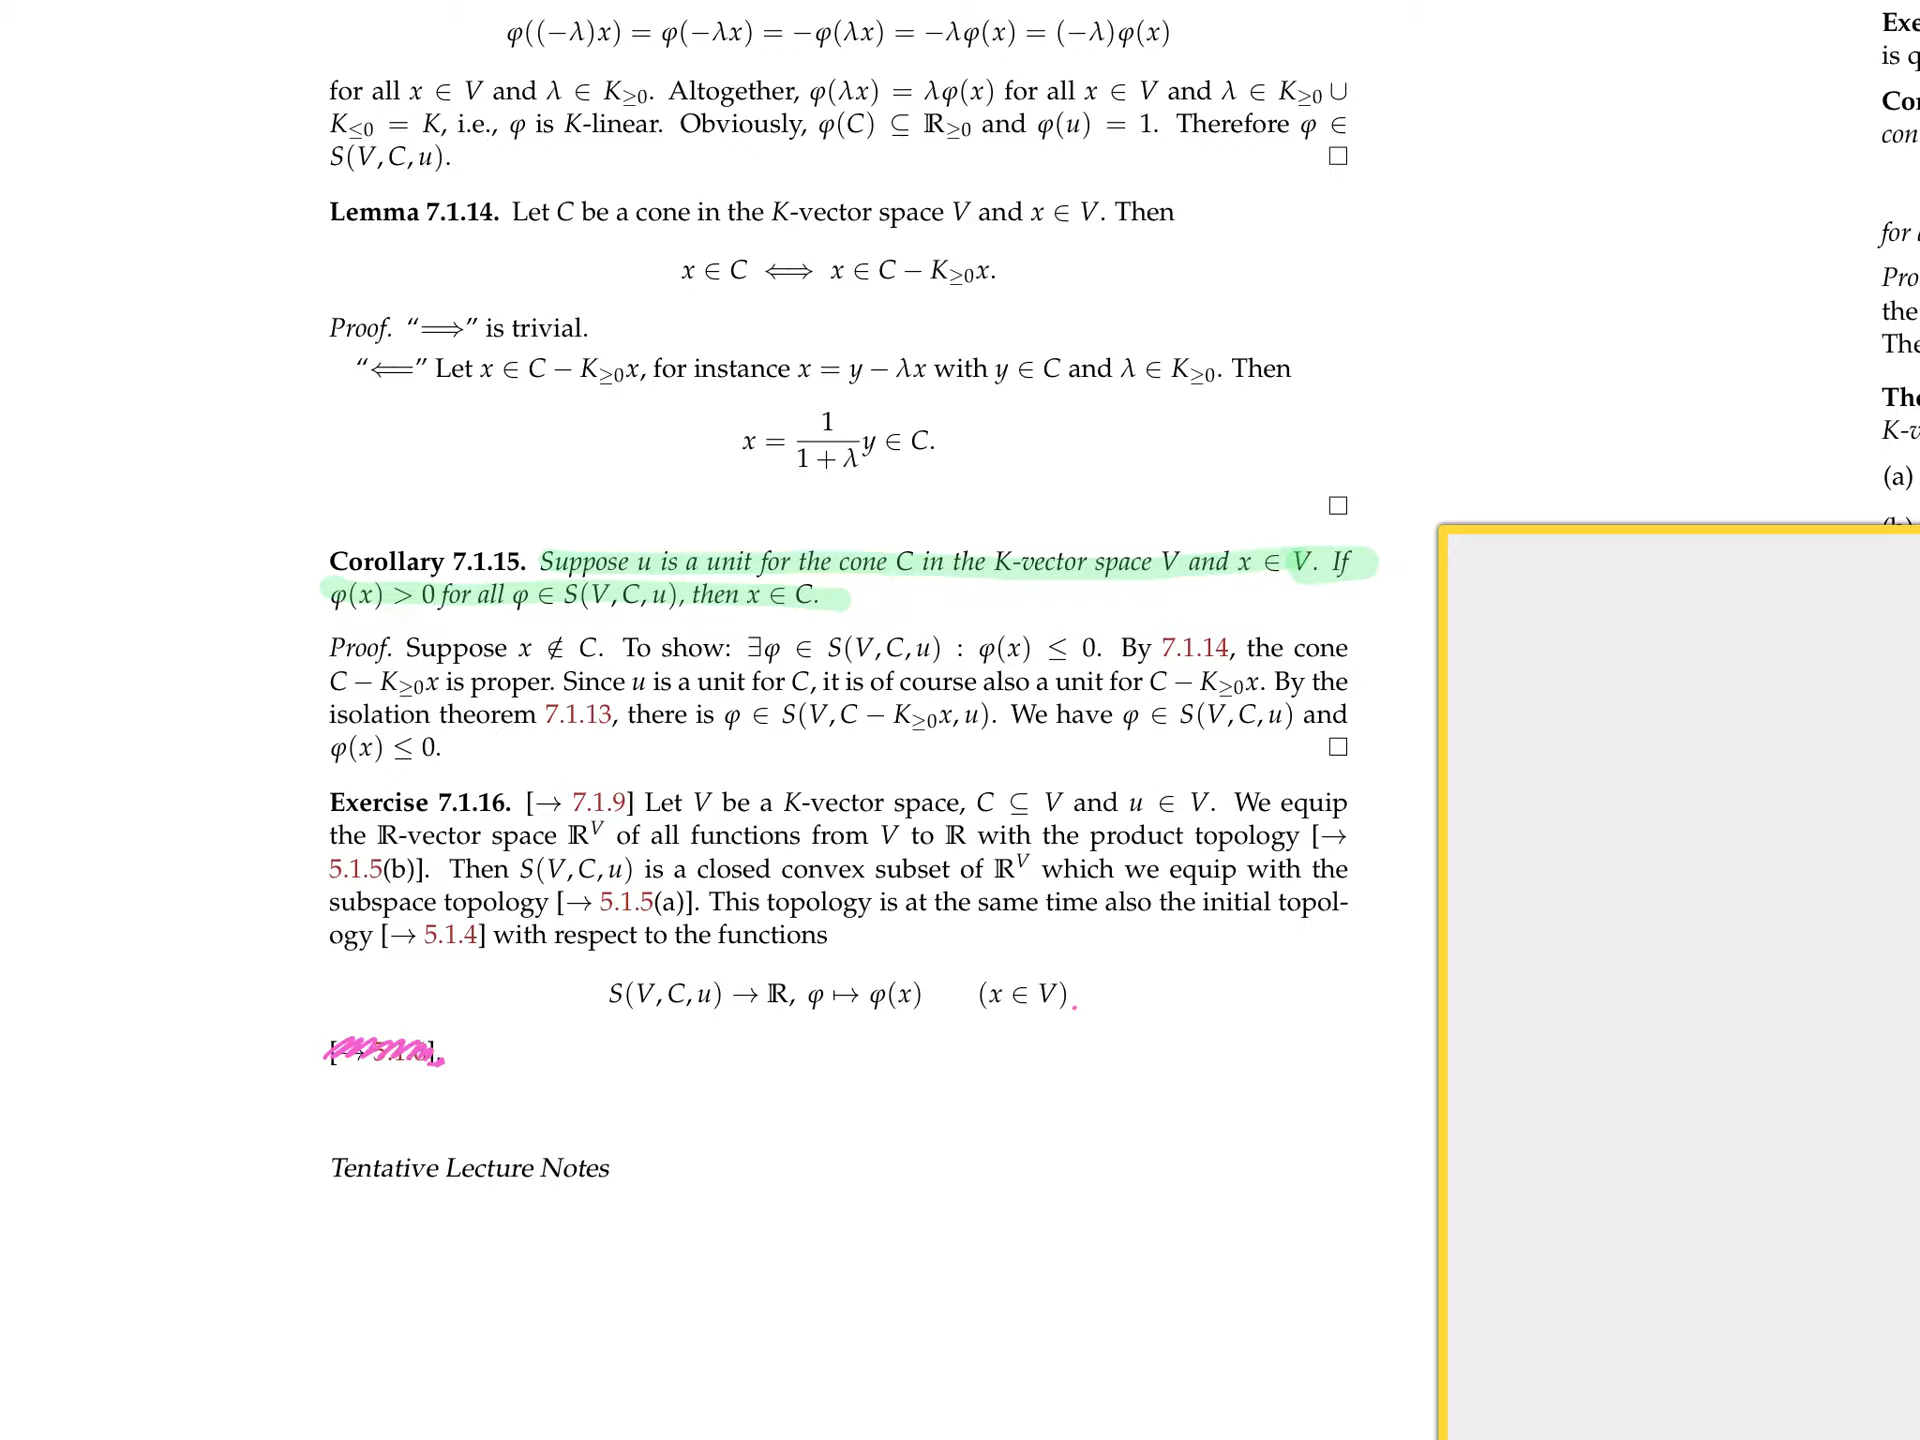 φ((−λ)x) = φ(−λx) = −φ(λx) = −λφ(x) = (−λ)φ(x)
for all x ∈ V and λ ∈ K≥0. Altogether, φ(λx) = λφ(x) for all x ∈ V and λ ∈ K≥0 ∪
K≤0 = K, i.e., φ is K-linear. Obviously, φ(C) ⊆ ℝ≥0 and φ(u) = 1. Therefore φ ∈
S(V, C, u). □
Lemma 7.1.14. Let C be a cone in the K-vector space V and x ∈ V. Then
x ∈ C ⟺ x ∈ C − K≥0x.
Proof. “⟹” is trivial.
“⟸” Let x ∈ C − K≥0x, for instance x = y − λx with y ∈ C and λ ∈ K≥0. Then
x = 1/(1 + λ) y ∈ C.
□
Corollary 7.1.15. Suppose u is a unit for the cone C in the K-vector space V and x ∈ V. If
φ(x) > 0 for all φ ∈ S(V, C, u), then x ∈ C.
Proof. Suppose x ∉ C. To show: ∃φ ∈ S(V, C, u) : φ(x) ≤ 0. By 7.1.14, the cone
C − K≥0x is proper. Since u is a unit for C, it is of course also a unit for C − K≥0x. By the
isolation theorem 7.1.13, there is φ ∈ S(V, C − K≥0x, u). We have φ ∈ S(V, C, u) and
φ(x) ≤ 0. □
Exercise 7.1.16. [→ 7.1.9] Let V be a K-vector space, C ⊆ V and u ∈ V. We equip
the ℝ-vector space ℝ^V of all functions from V to ℝ with the product topology [→
5.1.5(b)]. Then S(V, C, u) is a closed convex subset of ℝ^V which we equip with the
subspace topology [→ 5.1.5(a)]. This topology is at the same time also the initial topol-
ogy [→ 5.1.4] with respect to the functions
S(V, C, u) → ℝ, φ ↦ φ(x) (x ∈ V).
Tentative Lecture Notes
Exe
is q
Cor
con
for
Pro
the
The
The
K-v
(a)